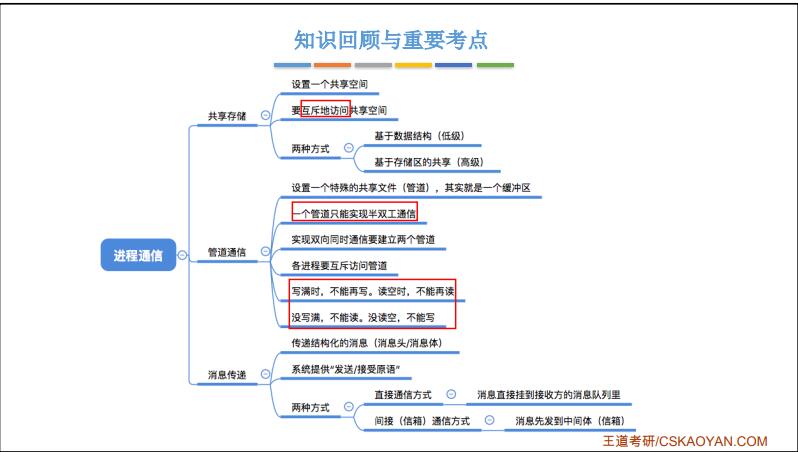 知识回顾与重要考点
进程通信
共享存储
设置一个共享空间
要互斥地访问共享空间
两种方式
基于数据结构（低级）
基于存储区的共享（高级）
管道通信
设置一个特殊的共享文件（管道），其实就是一个缓冲区
一个管道只能实现半双工通信
实现双向同时通信要建立两个管道
各进程要互斥访问管道
写满时，不能再写。读空时，不能再读
没写满，不能读。没读空，不能写
消息传递
传递结构化的消息（消息头/消息体）
系统提供“发送/接受原语”
两种方式
直接通信方式
消息直接挂到接收方的消息队列里
间接（信箱）通信方式
消息先发到中间体（信箱）
王道考研/CSKAOYAN.COM